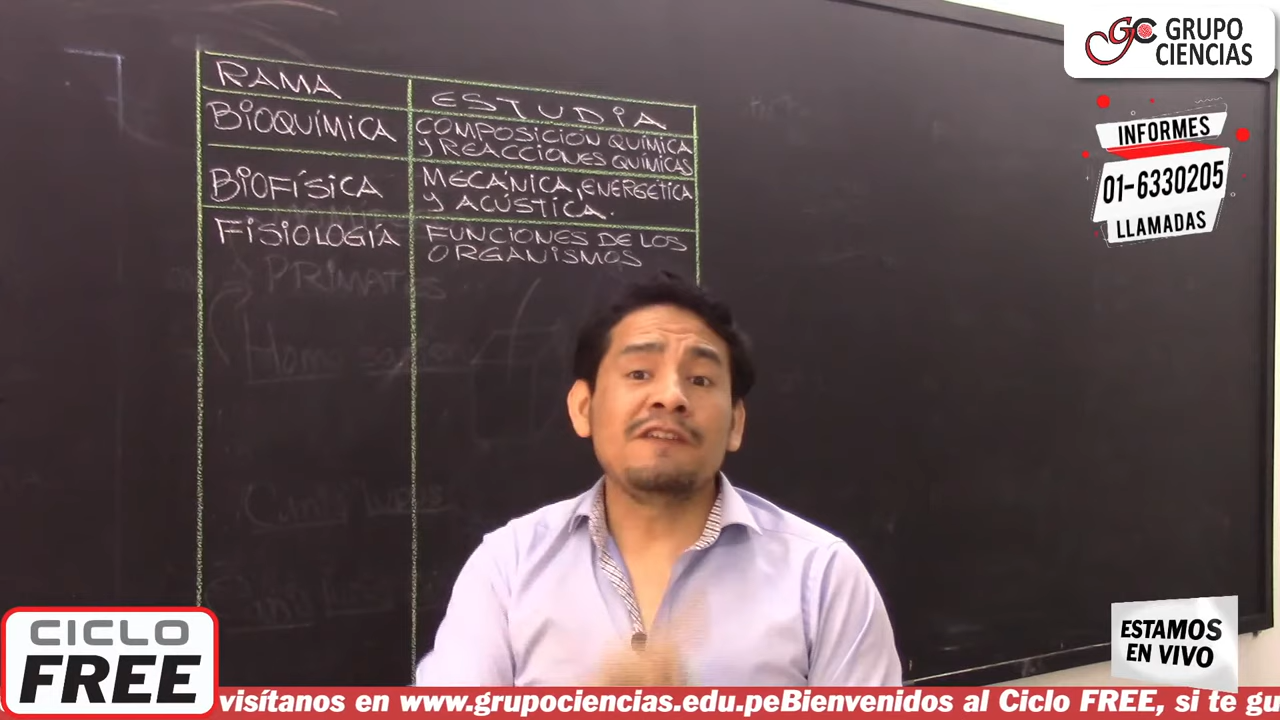 GRUPO
CIENCIAS
INFORMES
01-6330205
LLAMADAS
RAMA
ESTUDIA
BIOQUÍMICA
COMPOSICIÓN QUÍMICA
Y REACCIONES QUÍMICAS
BIOFÍSICA
MECÁNICA, ENERGÉTICA
Y ACÚSTICA.
FISIOLOGÍA
FUNCIONES DE LOS
ORGANISMOS
PRIMATES
ESTAMOS
EN VIVO
CICLO
FREE
visítanos en www.grupociencias.edu.peBienvenidos al Ciclo FREE, si te gu